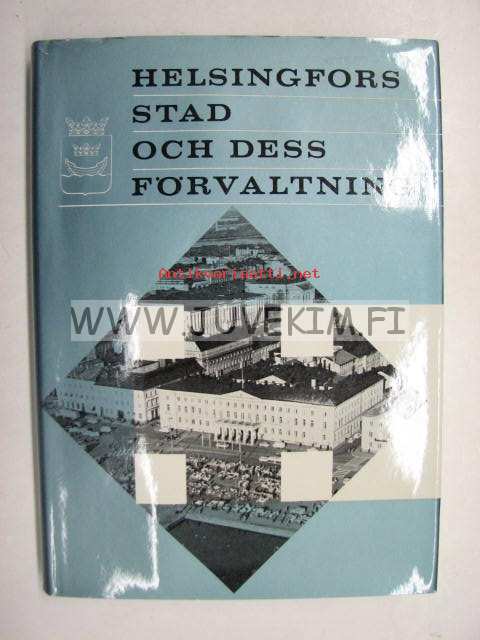 HELSINGFORS
STAD
OCH DESS
FÖRVALTNING
Antikvariaatti.net
WWW.JUVEKIM.FI